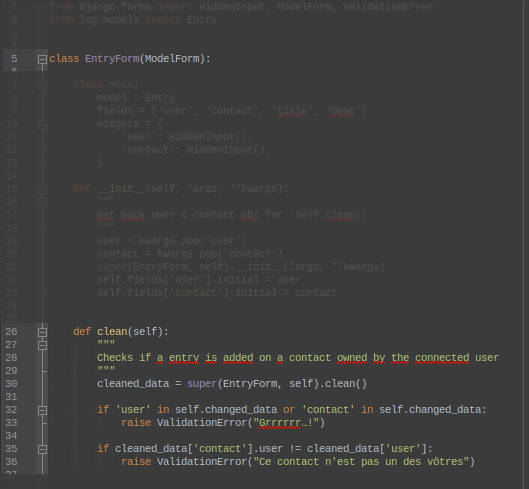 1 from django.forms import HiddenInput, ModelForm, ValidationError
2 from log.models import Entry
3
4
5 class EntryForm(ModelForm):
6
7 class Meta:
8 model = Entry
9 fields = ['user', 'contact', 'title', 'desc']
10 widgets = {
11 'user': HiddenInput(),
12 'contact': HiddenInput(),
13 }
14
15 def __init__(self, *args, **kwargs):
16 """
17 Get back user & contact obj for `self.clean()
18 """
19 user = kwargs.pop('user')
20 contact = kwargs.pop('contact')
21 super(EntryForm, self).__init__(*args, **kwargs)
22 self.fields['user'].initial = user
23 self.fields['contact'].initial = contact
24
25
26 def clean(self):
27 """
28 Checks if a entry is added on a contact owned by the connected user
29 """
30 cleaned_data = super(EntryForm, self).clean()
31
32 if 'user' in self.changed_data or 'contact' in self.changed_data:
33 raise ValidationError("Grrrrrr…!")
34
35 if cleaned_data['contact'].user != cleaned_data['user']:
36 raise ValidationError("Ce contact n'est pas un des vôtres")
37